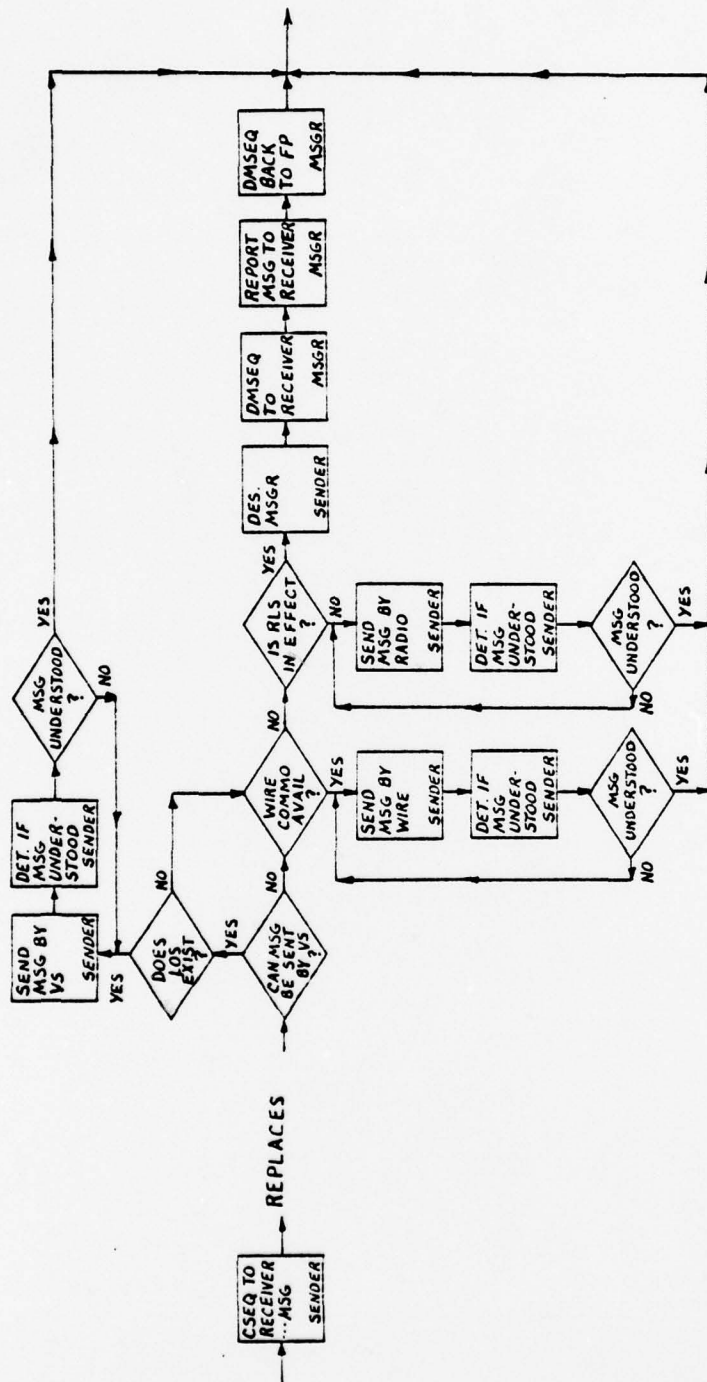 CSEQ TO
RECEIVER
...MSG
SENDER
REPLACES
CAN MSG
BE SENT
BY VS
?
YES
NO
DOES
LOS
EXIST
?
YES
NO
SEND
MSG BY
VS
SENDER
DET. IF
MSG
UNDER-
STOOD
SENDER
MSG
UNDERSTOOD
?
YES
NO
WIRE
COMMO
AVAIL
?
YES
NO
SEND
MSG BY
WIRE
SENDER
DET. IF
MSG
UNDER-
STOOD
SENDER
MSG
UNDERSTOOD
?
NO
YES
IS RLS
IN EFFECT
?
YES
NO
SEND
MSG BY
RADIO
SENDER
DET. IF
MSG
UNDER-
STOOD
SENDER
MSG
UNDERSTOOD
?
NO
YES
DES.
MSGR
SENDER
DMSEQ
TO
RECEIVER
MSGR
REPORT
MSG TO
RECEIVER
MSGR
DMSEQ
BACK
TO FP
MSGR